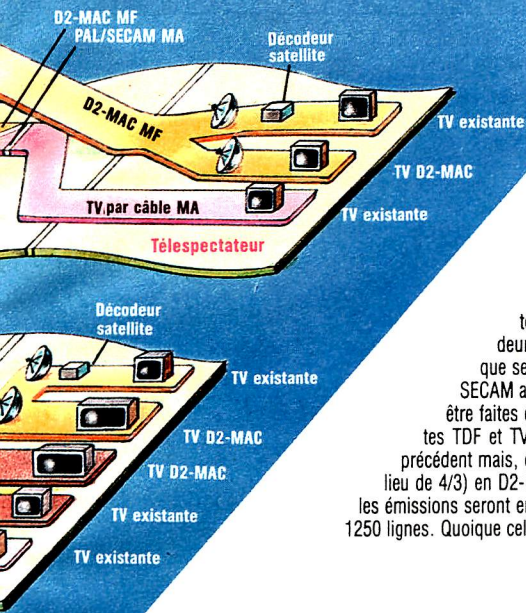 D2-MAC MF
PAL/SECAM MA
Décodeur
satellite
D2-MAC MF
TV existante
TV D2-MAC
TV par câble MA
TV existante
Télespectateur
Décodeur
satellite
TV existante
TV D2-MAC
TV D2-MAC
TV existante
TV existante
deur
que se
SECAM a
être faites
tes TDF et TV
précédent mais,
lieu de 4/3) en D2-
les émissions seront en
1250 lignes. Quoique cel